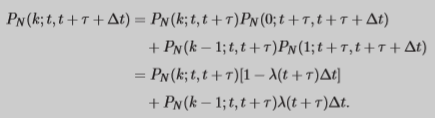 P_N(k; t, t + τ + Δt) = P_N(k; t, t + τ)P_N(0; t + τ, t + τ + Δt)
+ P_N(k − 1; t, t + τ)P_N(1; t + τ, t + τ + Δt)
= P_N(k; t, t + τ)[1 − λ(t + τ)Δt]
+ P_N(k − 1; t, t + τ)λ(t + τ)Δt.